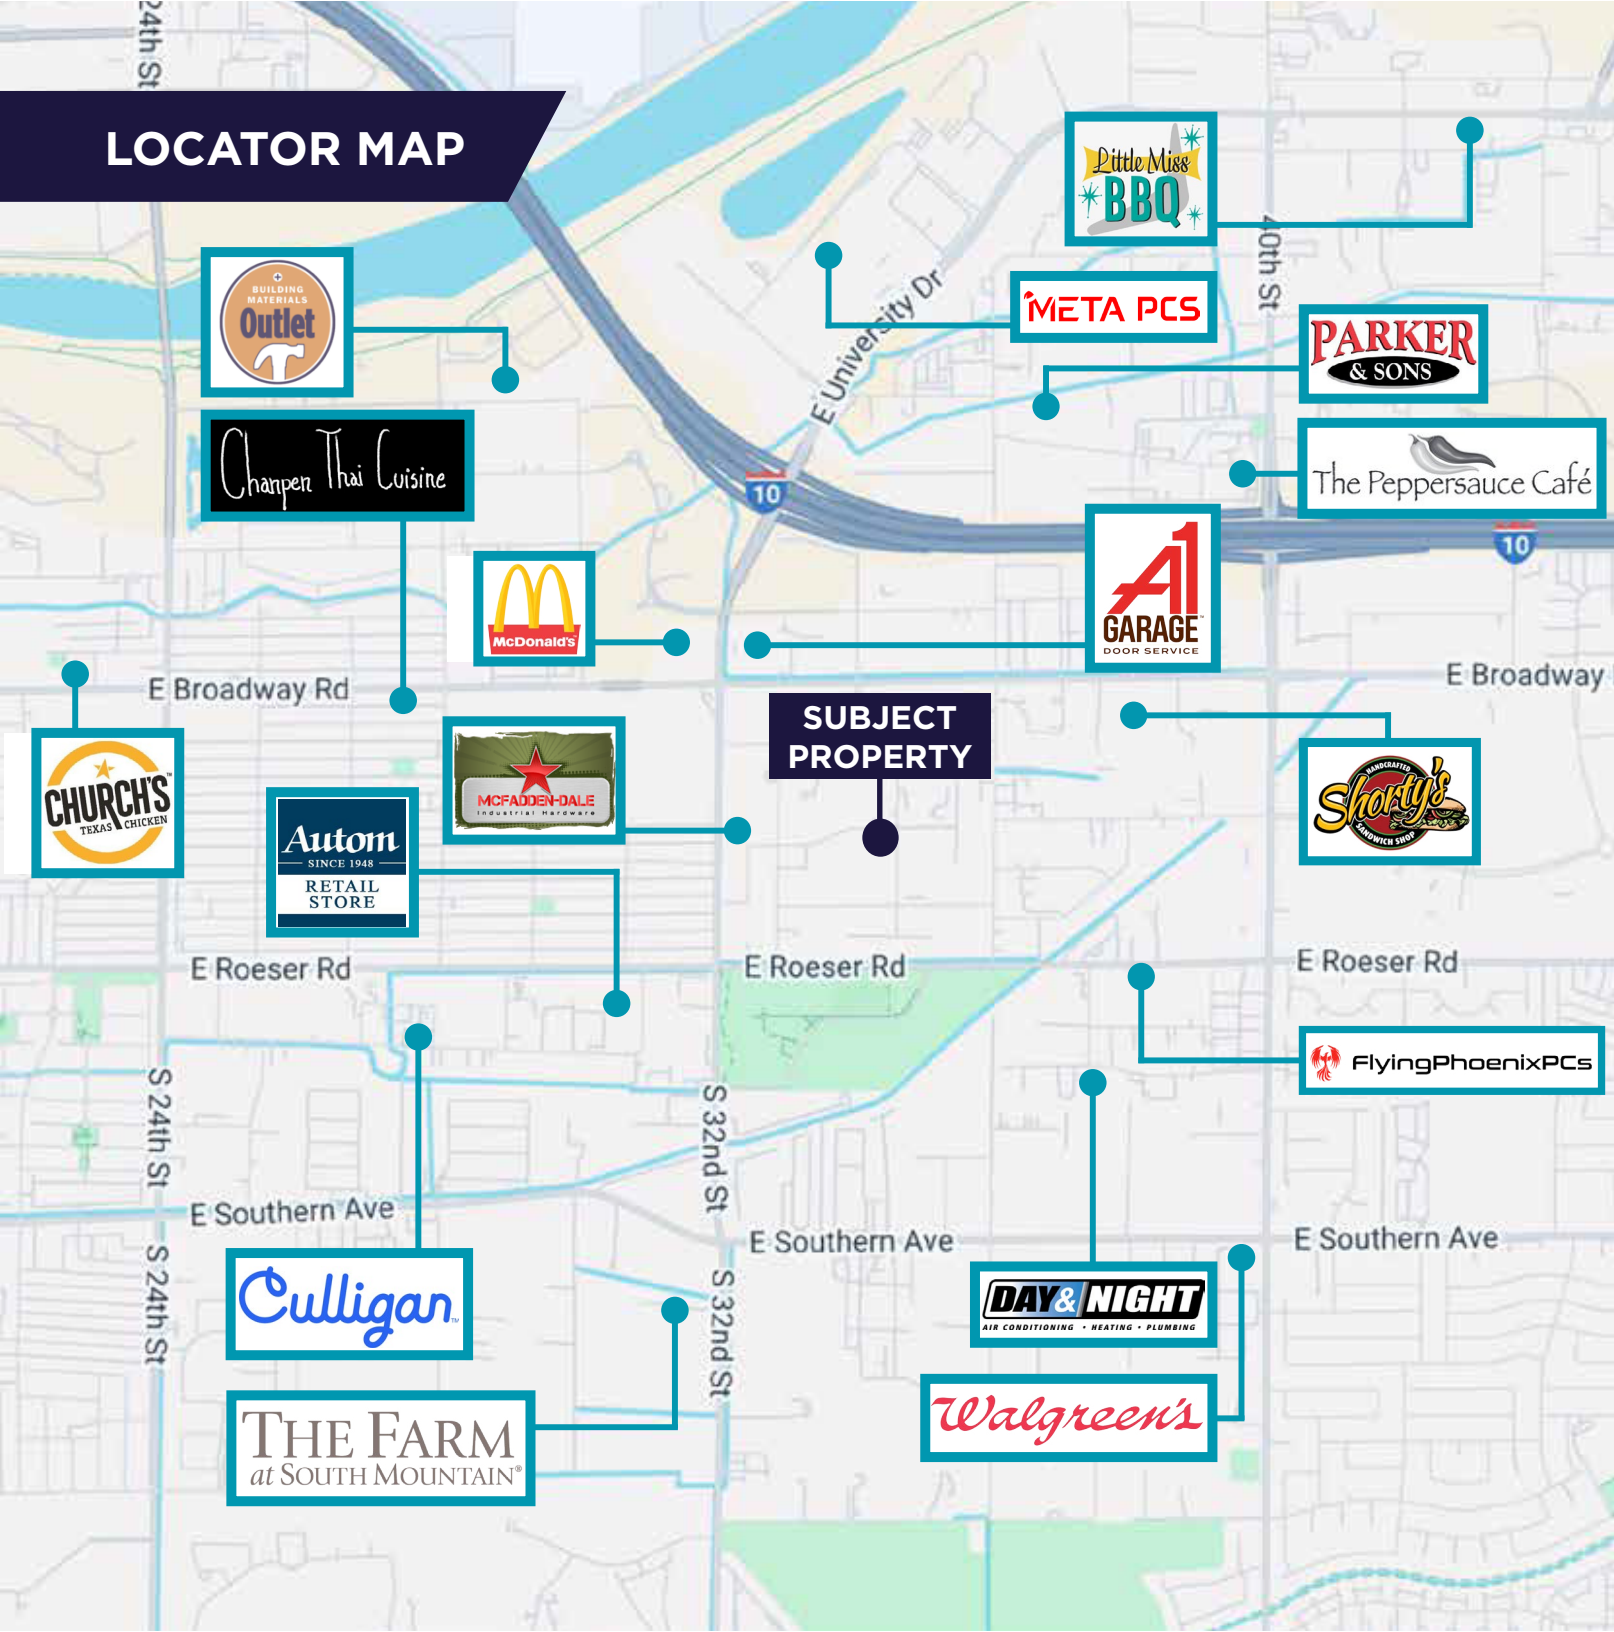 24th St
LOCATOR MAP
Little Miss
BBQ
40th St
BUILDING
MATERIALS
Outlet
E University Dr
META PCS
PARKER
& SONS
Charpen Thai Cuisine
10
The Peppersauce Café
10
A1
GARAGE
DOOR SERVICE
McDonald's
E Broadway Rd
E Broadway
SUBJECT
PROPERTY
CHURCH'S™
TEXAS CHICKEN
MCFADDEN-DALE
Industrial Hardware
HANDCRAFTED
Shorty's
SANDWICH SHOP
Autom
SINCE 1948
RETAIL
STORE
E Roeser Rd
E Roeser Rd
E Roeser Rd
FlyingPhoenixPCs
S 24th St
S 32nd St
E Southern Ave
E Southern Ave
E Southern Ave
S 24th St
S 32nd St
Culligan™
DAY & NIGHT
AIR CONDITIONING • HEATING • PLUMBING
Walgreen's
THE FARM
at SOUTH MOUNTAIN®